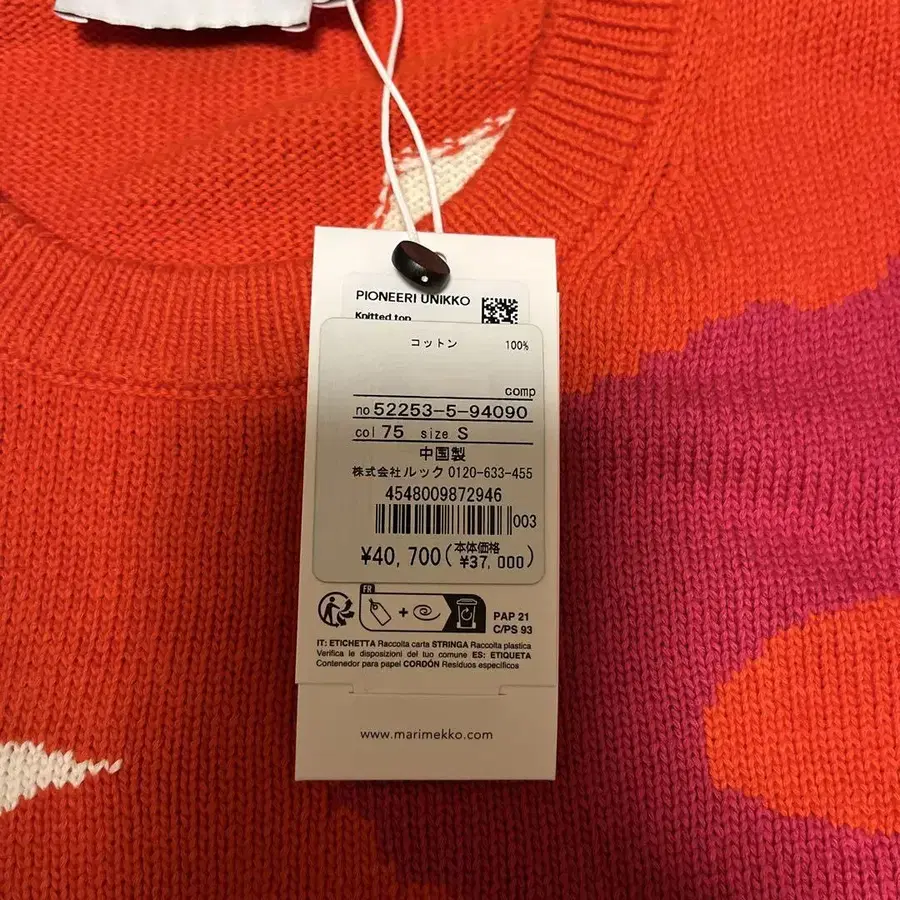 PIONEERI UNIKKO
Knitted top
コットン 100%
comp
no 52253-5-94090
col 75 size S
中国製
株式会社ルック 0120-633-455
4548009872946
003
¥40,700(本体価格 ¥37,000)
FR
+
PAP 21
C/PS 93
IT: ETICHETTA Raccolta carta STRINGA Raccolta plastica
Verifica le disposizioni del tuo comune ES: ETIQUETA
Contenedor para papel CORDÓN Residuos específicos
www.marimekko.com